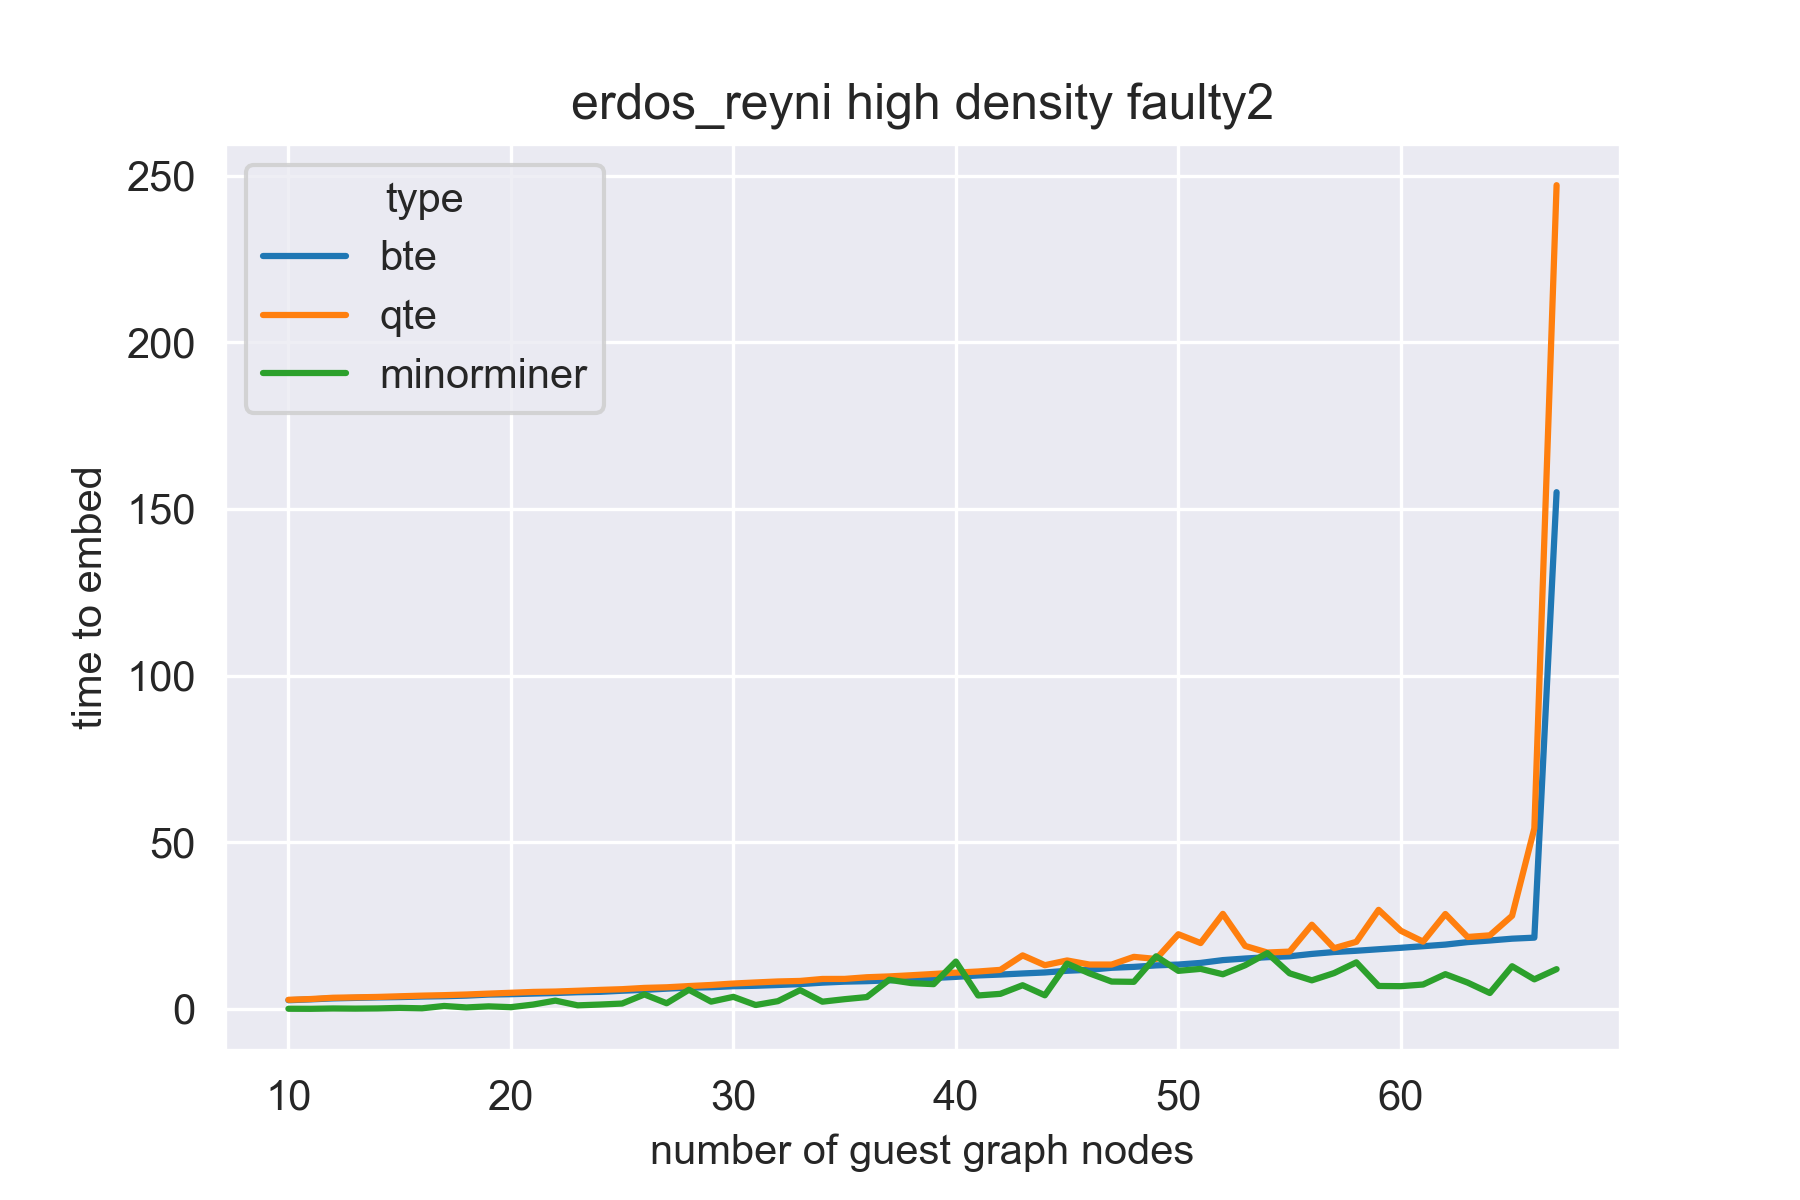 erdos_reyni high density faulty2
250
200
150
100
50
0
time to embed
type
bte
qte
minorminer
10 20 30 40 50 60
number of guest graph nodes